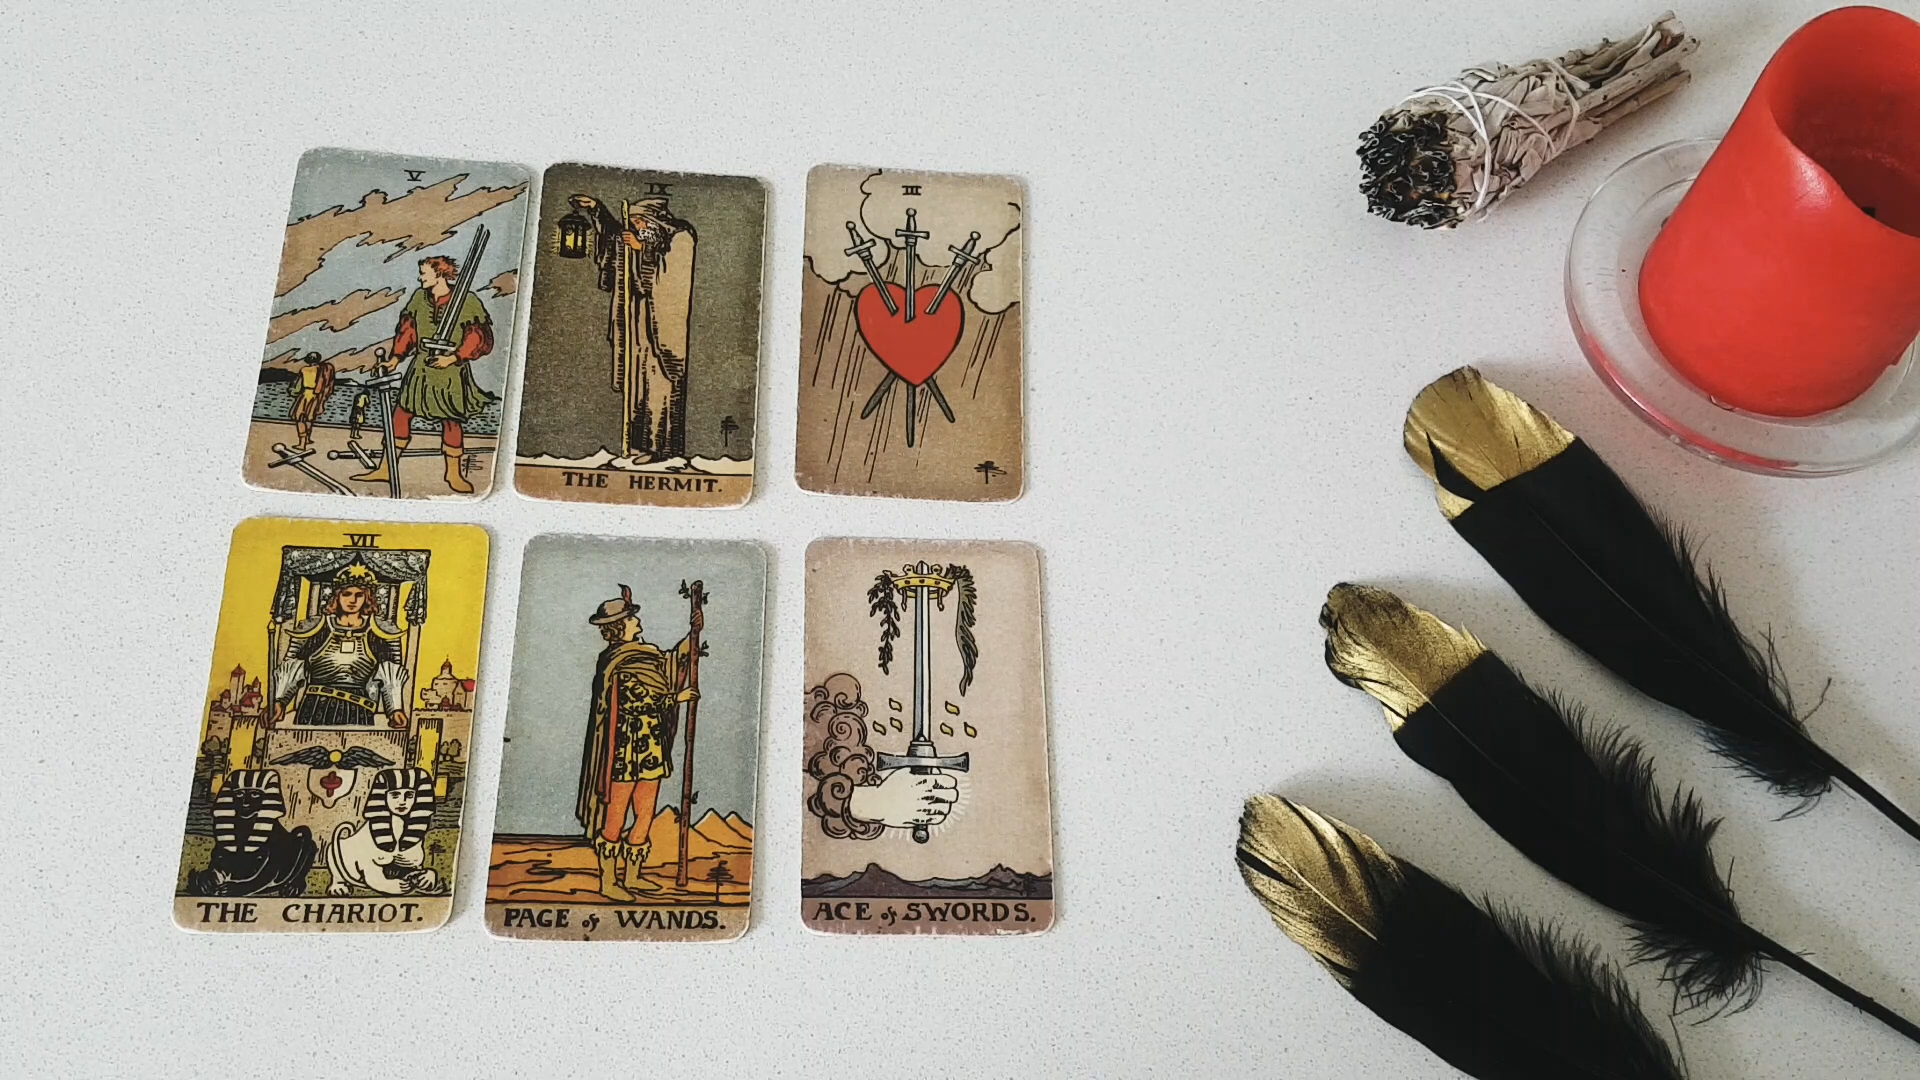 V
IX
THE HERMIT.
III
VII
THE CHARIOT.
PAGE of WANDS.
ACE of SWORDS.